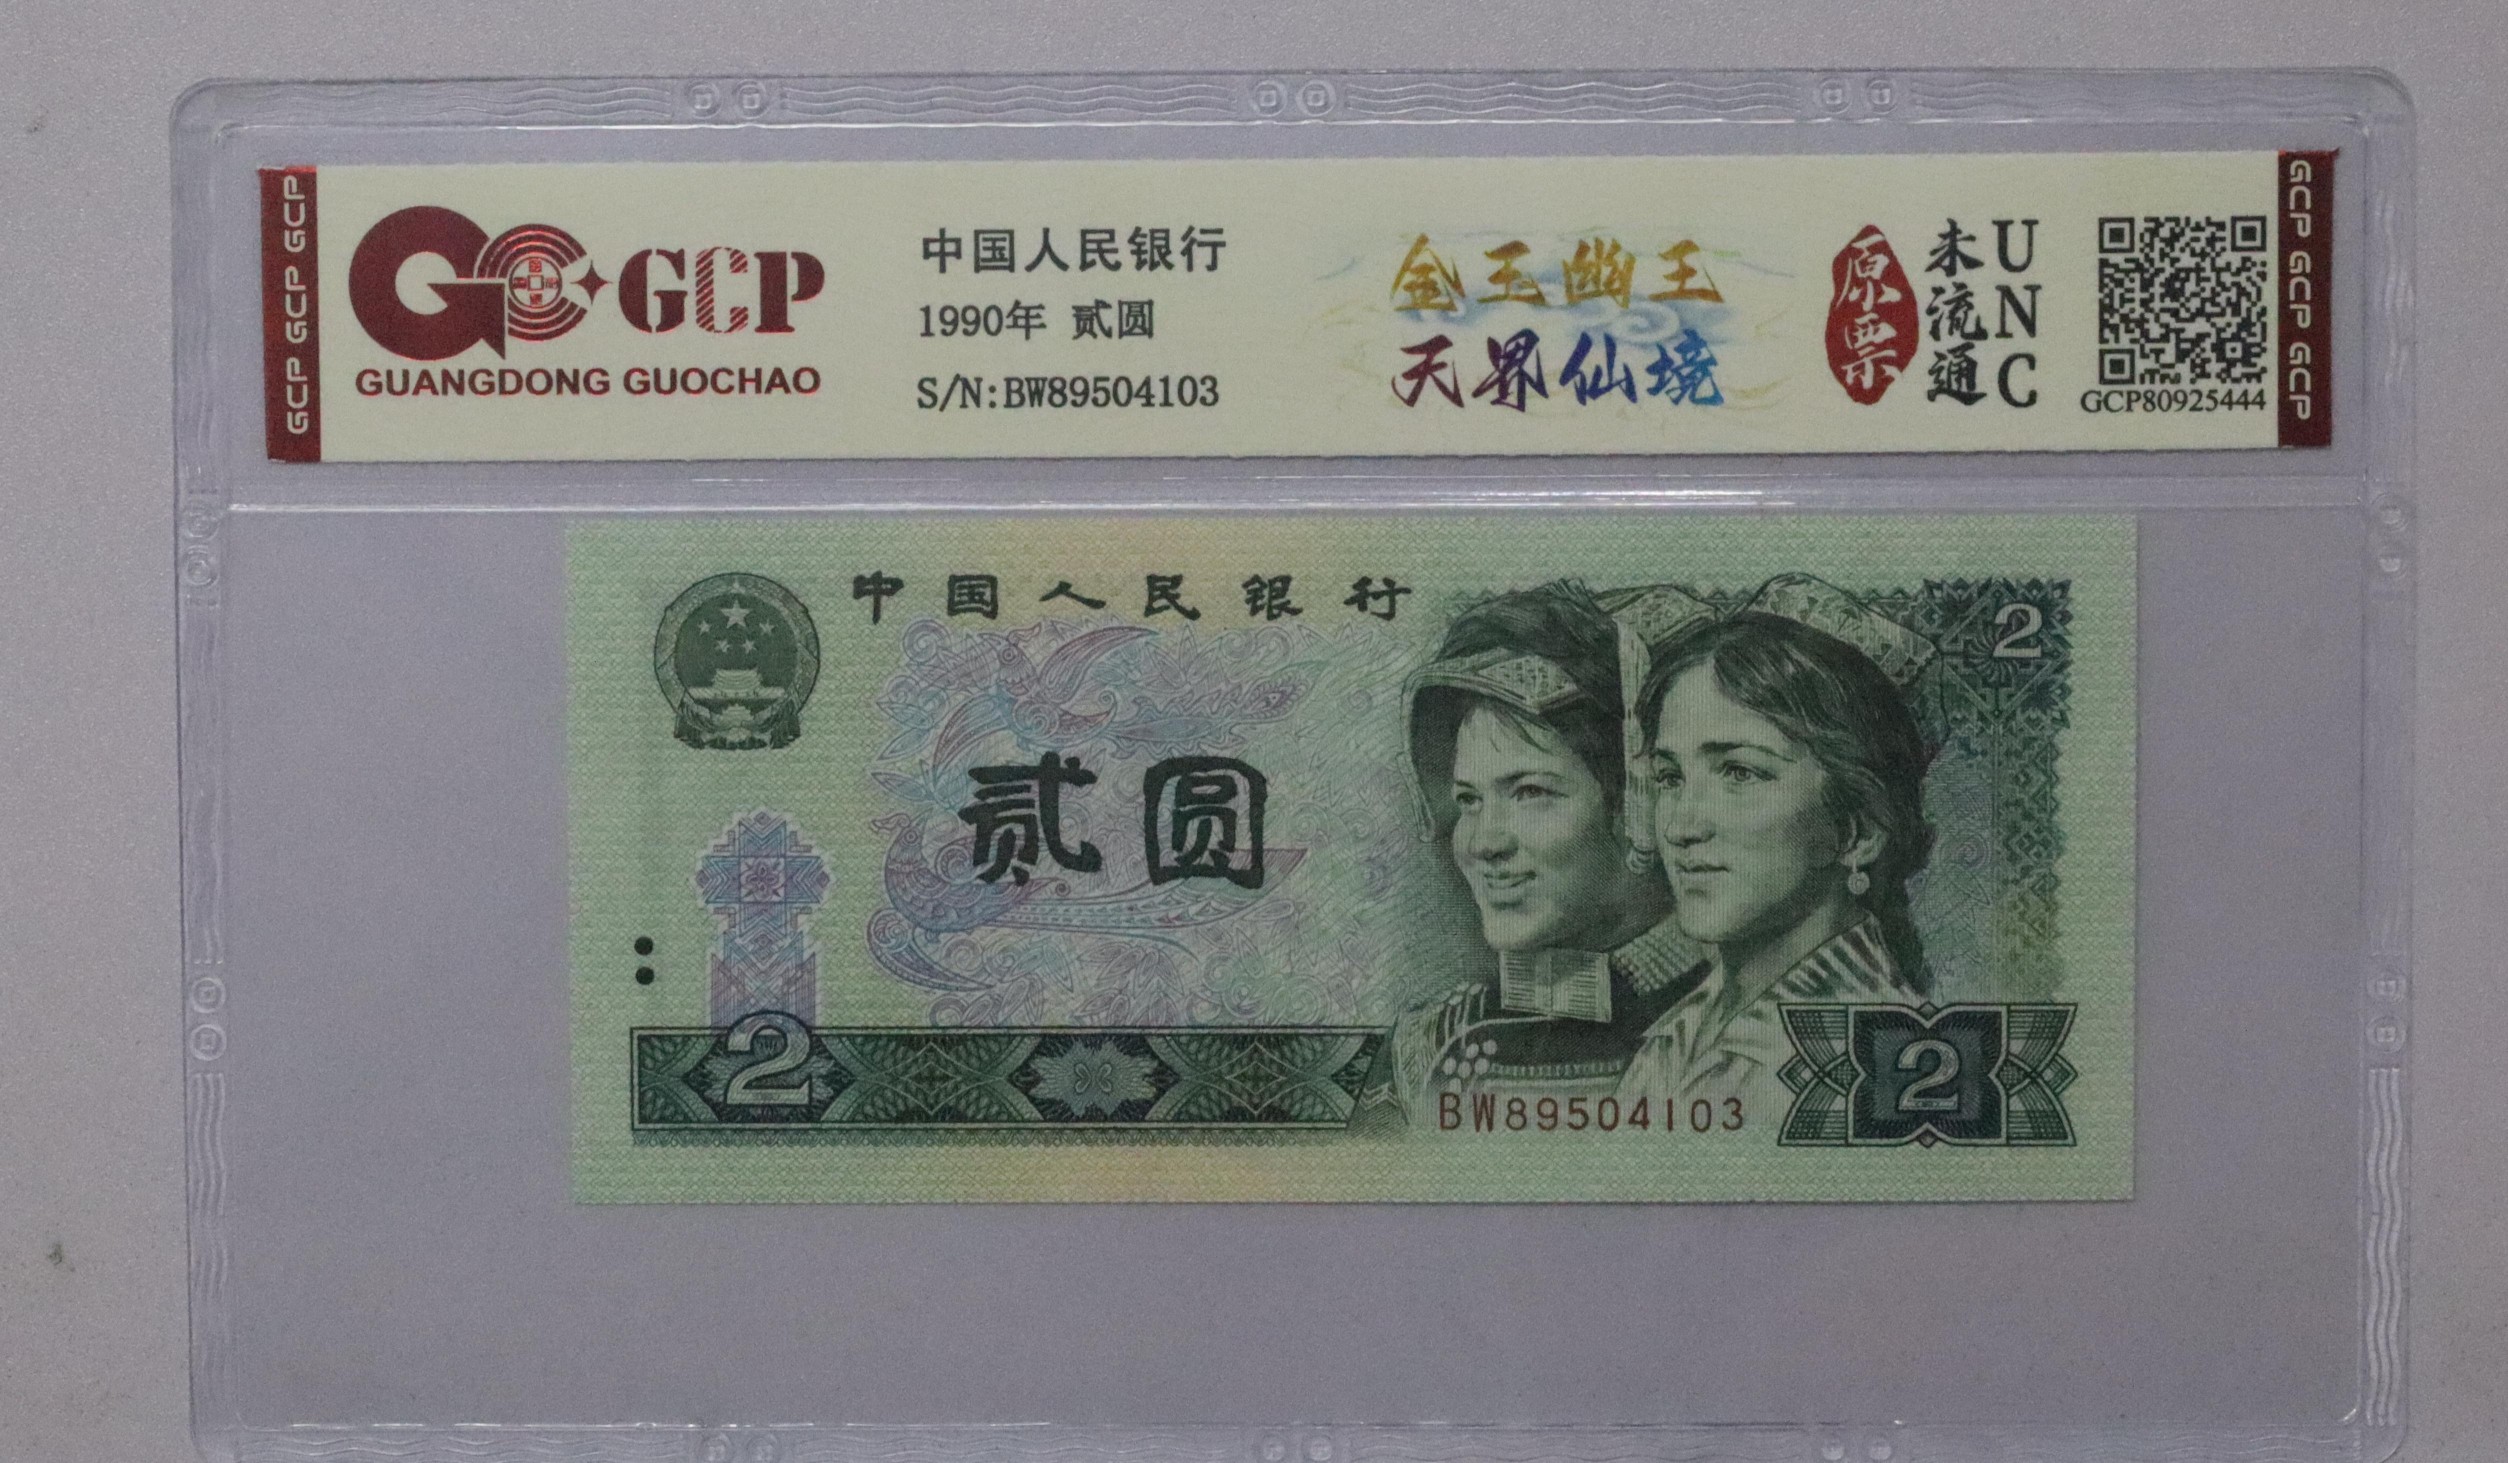 GCP GCP GCP
GCP
GUANGDONG GUOCHAO
中国人民银行
1990年 贰圆
S/N:BW89504103
金玉幽王
天界仙境
原票
未流通
UNC
GCP80925444
GCP GCP GCP
中国人民银行
2
贰圆
2
BW89504103
2